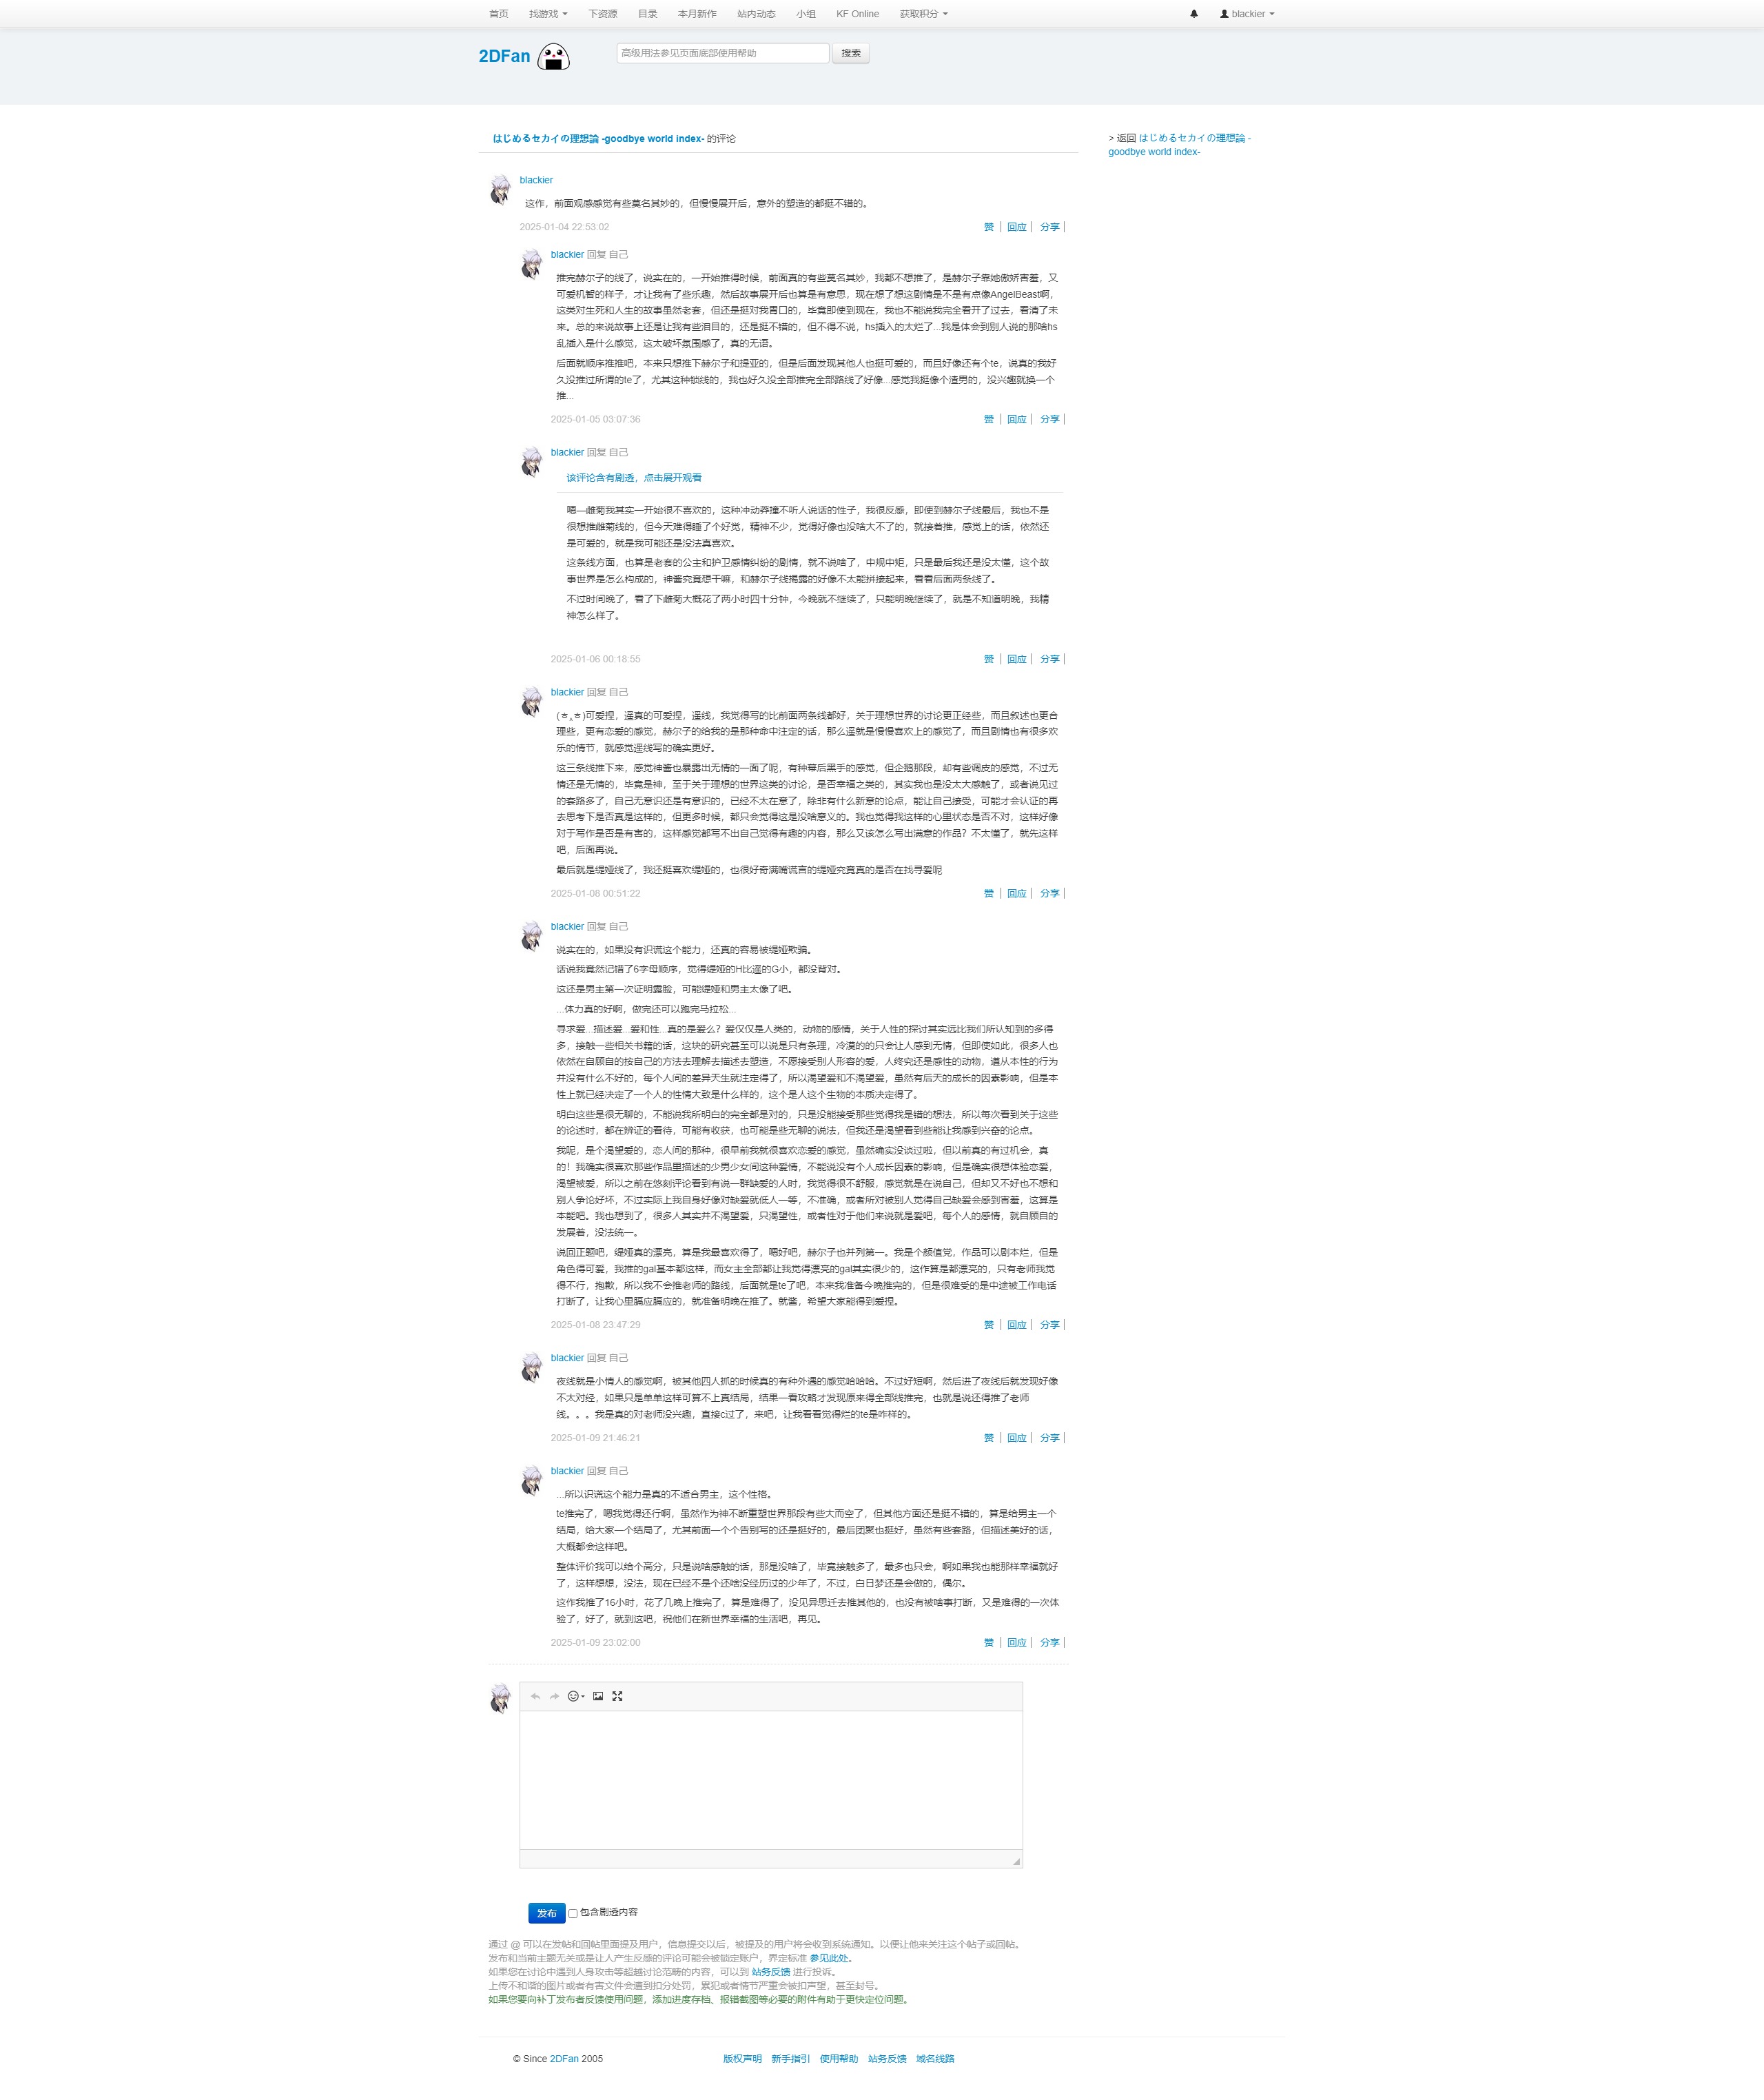 首页 找游戏 下资源 目录 本月新作 站内动态 小组 KF Online 获取积分 blackier
2DFan 高级用法参见页面底部使用帮助 搜索
はじめるセカイの理想論 -goodbye world index- 的评论
> 返回 はじめるセカイの理想論 -
goodbye world index-
blackier
这作，前面观感感觉有些莫名其妙的，但慢慢展开后，意外的塑造的都挺不错的。
2025-01-04 22:53:02 赞 | 回应 | 分享 |
blackier 回复 自己
推完赫尔子的线了，说实在的，一开始推得时候，前面真的有些莫名其妙，我都不想推了，是赫尔子靠她傲娇害羞，又
可爱机智的样子，才让我有了些乐趣，然后故事展开后也算是有意思，现在想了想这剧情是不是有点像AngelBeast啊，
这类对生死和人生的故事虽然老套，但还是挺对我胃口的，毕竟即使到现在，我也不能说我完全看开了过去，看清了未
来。总的来说故事上还是让我有些泪目的，还是挺不错的，但不得不说，hs插入的太烂了...我是体会到别人说的那啥hs
乱插入是什么感觉，这太破坏氛围感了，真的无语。
后面就顺序推推吧，本来只想推下赫尔子和提亚的，但是后面发现其他人也挺可爱的，而且好像还有个te，说真的我好
久没推过所谓的te了，尤其这种锁线的，我也好久没全部推完全部路线了好像...感觉我挺像个渣男的，没兴趣就换一个
推...
2025-01-05 03:07:36 赞 | 回应 | 分享 |
blackier 回复 自己
该评论含有剧透，点击展开观看
嗯—雌菊我其实一开始很不喜欢的，这种冲动莽撞不听人说话的性子，我很反感，即使到赫尔子线最后，我也不是
很想推雌菊线的，但今天难得睡了个好觉，精神不少，觉得好像也没啥大不了的，就接着推，感觉上的话，依然还
是可爱的，就是我可能还是没法真喜欢。
这条线方面，也算是老套的公主和护卫感情纠纷的剧情，就不说啥了，中规中矩，只是最后我还是没太懂，这个故
事世界是怎么构成的，神酱究竟想干嘛，和赫尔子线揭露的好像不太能拼接起来，看看后面两条线了。
不过时间晚了，看了下雌菊大概花了两小时四十分钟，今晚就不继续了，只能明晚继续了，就是不知道明晚，我精
神怎么样了。
2025-01-06 00:18:55 赞 | 回应 | 分享 |
blackier 回复 自己
(ㅎ‸ㅎ)可爱捏，遥真的可爱捏，遥线，我觉得写的比前面两条线都好，关于理想世界的讨论更正经些，而且叙述也更合
理些，更有恋爱的感觉，赫尔子的给我的是那种命中注定的话，那么遥就是慢慢喜欢上的感觉了，而且剧情也有很多欢
乐的情节，就感觉遥线写的确实更好。
这三条线推下来，感觉神酱也暴露出无情的一面了呢，有种幕后黑手的感觉，但企鹅那段，却有些调皮的感觉，不过无
情还是无情的，毕竟是神，至于关于理想的世界这类的讨论，是否幸福之类的，其实我也是没太大感触了，或者说见过
的套路多了，自己无意识还是有意识的，已经不太在意了，除非有什么新意的论点，能让自己接受，可能才会认证的再
去思考下是否真是这样的，但更多时候，都只会觉得这是没啥意义的。我也觉得我这样的心里状态是否不对，这样好像
对于写作是否是有害的，这样感觉都写不出自己觉得有趣的内容，那么又该怎么写出满意的作品？不太懂了，就先这样
吧，后面再说。
最后就是缇娅线了，我还挺喜欢缇娅的，也很好奇满嘴谎言的缇娅究竟真的是否在找寻爱呢
2025-01-08 00:51:22 赞 | 回应 | 分享 |
blackier 回复 自己
说实在的，如果没有识谎这个能力，还真的容易被缇娅欺骗。
话说我竟然记错了6字母顺序，觉得缇娅的H比遥的G小，都没背对。
这还是男主第一次证明露脸，可能缇娅和男主太像了吧。
...体力真的好啊，做完还可以跑完马拉松...
寻求爱...描述爱...爱和性...真的是爱么？爱仅仅是人类的，动物的感情，关于人性的探讨其实远比我们所认知到的多得
多，接触一些相关书籍的话，这块的研究甚至可以说是只有条理，冷漠的的只会让人感到无情，但即使如此，很多人也
依然在自顾自的按自己的方法去理解去描述去塑造，不愿接受别人形容的爱，人终究还是感性的动物，遵从本性的行为
并没有什么不好的，每个人间的差异天生就注定得了，所以渴望爱和不渴望爱，虽然有后天的成长的因素影响，但是本
性上就已经决定了一个人的性情大致是什么样的，这个是人这个生物的本质决定得了。
明白这些是很无聊的，不能说我所明白的完全都是对的，只是没能接受那些觉得我是错的想法，所以每次看到关于这些
的论述时，都在辨证的看待，可能有收获，也可能是些无聊的说法，但我还是渴望看到些能让我感到兴奋的论点。
我呢，是个渴望爱的，恋人间的那种，很早前我就很喜欢恋爱的感觉，虽然确实没谈过啦，但以前真的有过机会，真
的！我确实很喜欢那些作品里描述的少男少女间这种爱情，不能说没有个人成长因素的影响，但是确实很想体验恋爱，
渴望被爱，所以之前在悠刻评论看到有说一群缺爱的人时，我觉得很不舒服，感觉就是在说自己，但却又不好也不想和
别人争论好坏，不过实际上我自身好像对缺爱就低人一等，不准确，或者所对被别人觉得自己缺爱会感到害羞，这算是
本能吧。我也想到了，很多人其实并不渴望爱，只渴望性，或者性对于他们来说就是爱吧，每个人的感情，就自顾自的
发展着，没法统一。
说回正题吧，缇娅真的漂亮，算是我最喜欢得了，嗯好吧，赫尔子也并列第一。我是个颜值党，作品可以剧本烂，但是
角色得可爱，我推的gal基本都这样，而女主全部都让我觉得漂亮的gal其实很少的，这作算是都漂亮的，只有老师我觉
得不行，抱歉，所以我不会推老师的路线，后面就是te了吧，本来我准备今晚推完的，但是很难受的是中途被工作电话
打断了，让我心里膈应膈应的，就准备明晚在推了。就酱，希望大家能得到爱捏。
2025-01-08 23:47:29 赞 | 回应 | 分享 |
blackier 回复 自己
夜线就是小情人的感觉啊，被其他四人抓的时候真的有种外遇的感觉哈哈哈。不过好短啊，然后进了夜线后就发现好像
不太对经，如果只是单单这样可算不上真结局，结果一看攻略才发现原来得全部线推完，也就是说还得推了老师
线。。。我是真的对老师没兴趣，直接c过了，来吧，让我看看觉得烂的te是咋样的。
2025-01-09 21:46:21 赞 | 回应 | 分享 |
blackier 回复 自己
...所以识谎这个能力是真的不适合男主，这个性格。
te推完了，嗯我觉得还行啊，虽然作为神不断重塑世界那段有些大而空了，但其他方面还是挺不错的，算是给男主一个
结局，给大家一个结局了，尤其前面一个个告别写的还是挺好的，最后团聚也挺好，虽然有些套路，但描述美好的话，
大概都会这样吧。
整体评价我可以给个高分，只是说啥感触的话，那是没啥了，毕竟接触多了，最多也只会，啊如果我也能那样幸福就好
了，这样想想，没法，现在已经不是个还啥没经历过的少年了，不过，白日梦还是会做的，偶尔。
这作我推了16小时，花了几晚上推完了，算是难得了，没见异思迁去推其他的，也没有被啥事打断，又是难得的一次体
验了，好了，就到这吧，祝他们在新世界幸福的生活吧，再见。
2025-01-09 23:02:00 赞 | 回应 | 分享 |
发布 包含剧透内容
通过 @ 可以在发帖和回帖里面提及用户，信息提交以后，被提及的用户将会收到系统通知。以便让他来关注这个帖子或回帖。
发布和当前主题无关或是让人产生反感的评论可能会被锁定账户，界定标准 参见此处。
如果您在讨论中遇到人身攻击等超越讨论范畴的内容，可以到 站务反馈 进行投诉。
上传不和谐的图片或者有害文件会遭到扣分处罚，累犯或者情节严重会被扣声望，甚至封号。
如果您要向补丁发布者反馈使用问题，添加进度存档、报错截图等必要的附件有助于更快定位问题。
© Since 2DFan 2005 版权声明 新手指引 使用帮助 站务反馈 域名线路